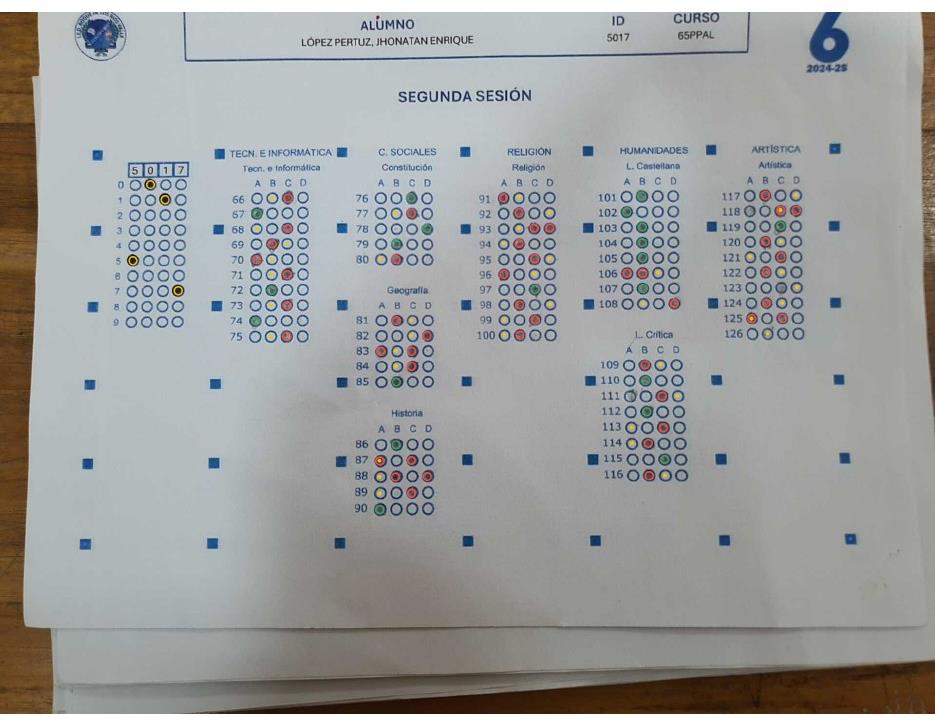 ALUMNO
LÓPEZ PERTUZ, JHONATAN ENRIQUE
ID
5017
CURSO
65PPAL
6
2024-25
SEGUNDA SESIÓN
5 0 1 7
0
1
2
3
4
5
6
7
8
9
TECN. E INFORMÁTICA
Tecn. e Informática
A B C D
66
67
68
69
70
71
72
73
74
75
C. SOCIALES
Constitución
A B C D
76
77
78
79
80
Geografía
A B C D
81
82
83
84
85
Historia
A B C D
86
87
88
89
90
RELIGIÓN
Religión
A B C D
91
92
93
94
95
96
97
98
99
100
HUMANIDADES
L. Castellana
A B C D
101
102
103
104
105
106
107
108
L. Crítica
A B C D
109
110
111
112
113
114
115
116
ARTÍSTICA
Artística
A B C D
117
118
119
120
121
122
123
124
125
126